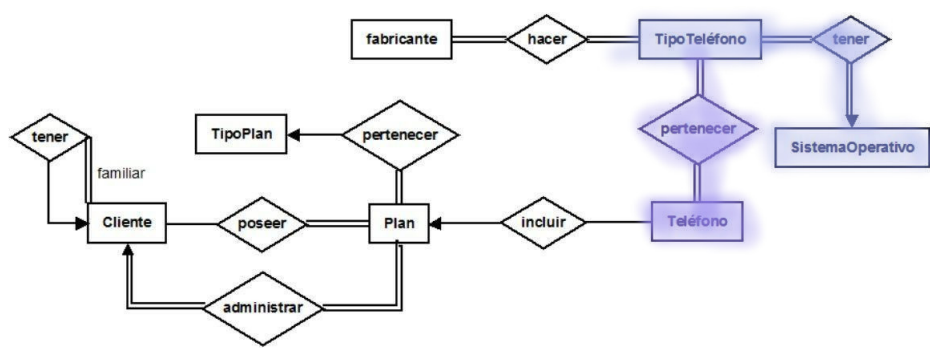 fabricante
hacer
TipoTeléfono
tener
tener
TipoPlan
pertenecer
pertenecer
SistemaOperativo
familiar
Cliente
poseer
Plan
incluir
Teléfono
administrar